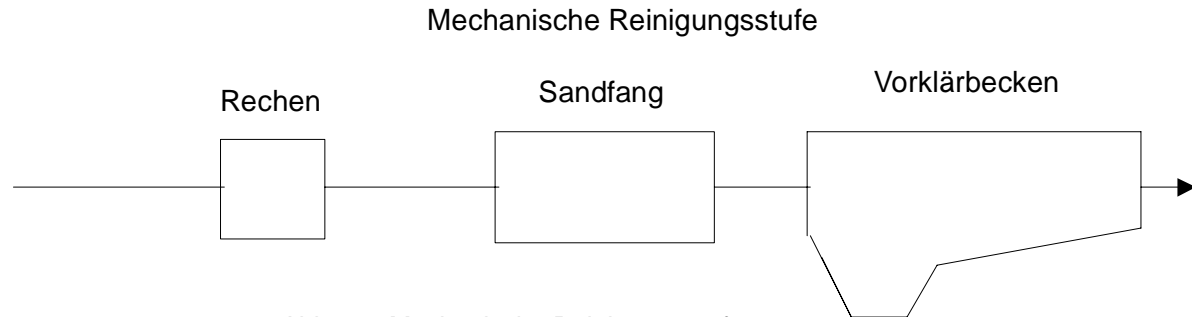 Mechanische Reinigungsstufe
Rechen
Sandfang
Vorklärbecken